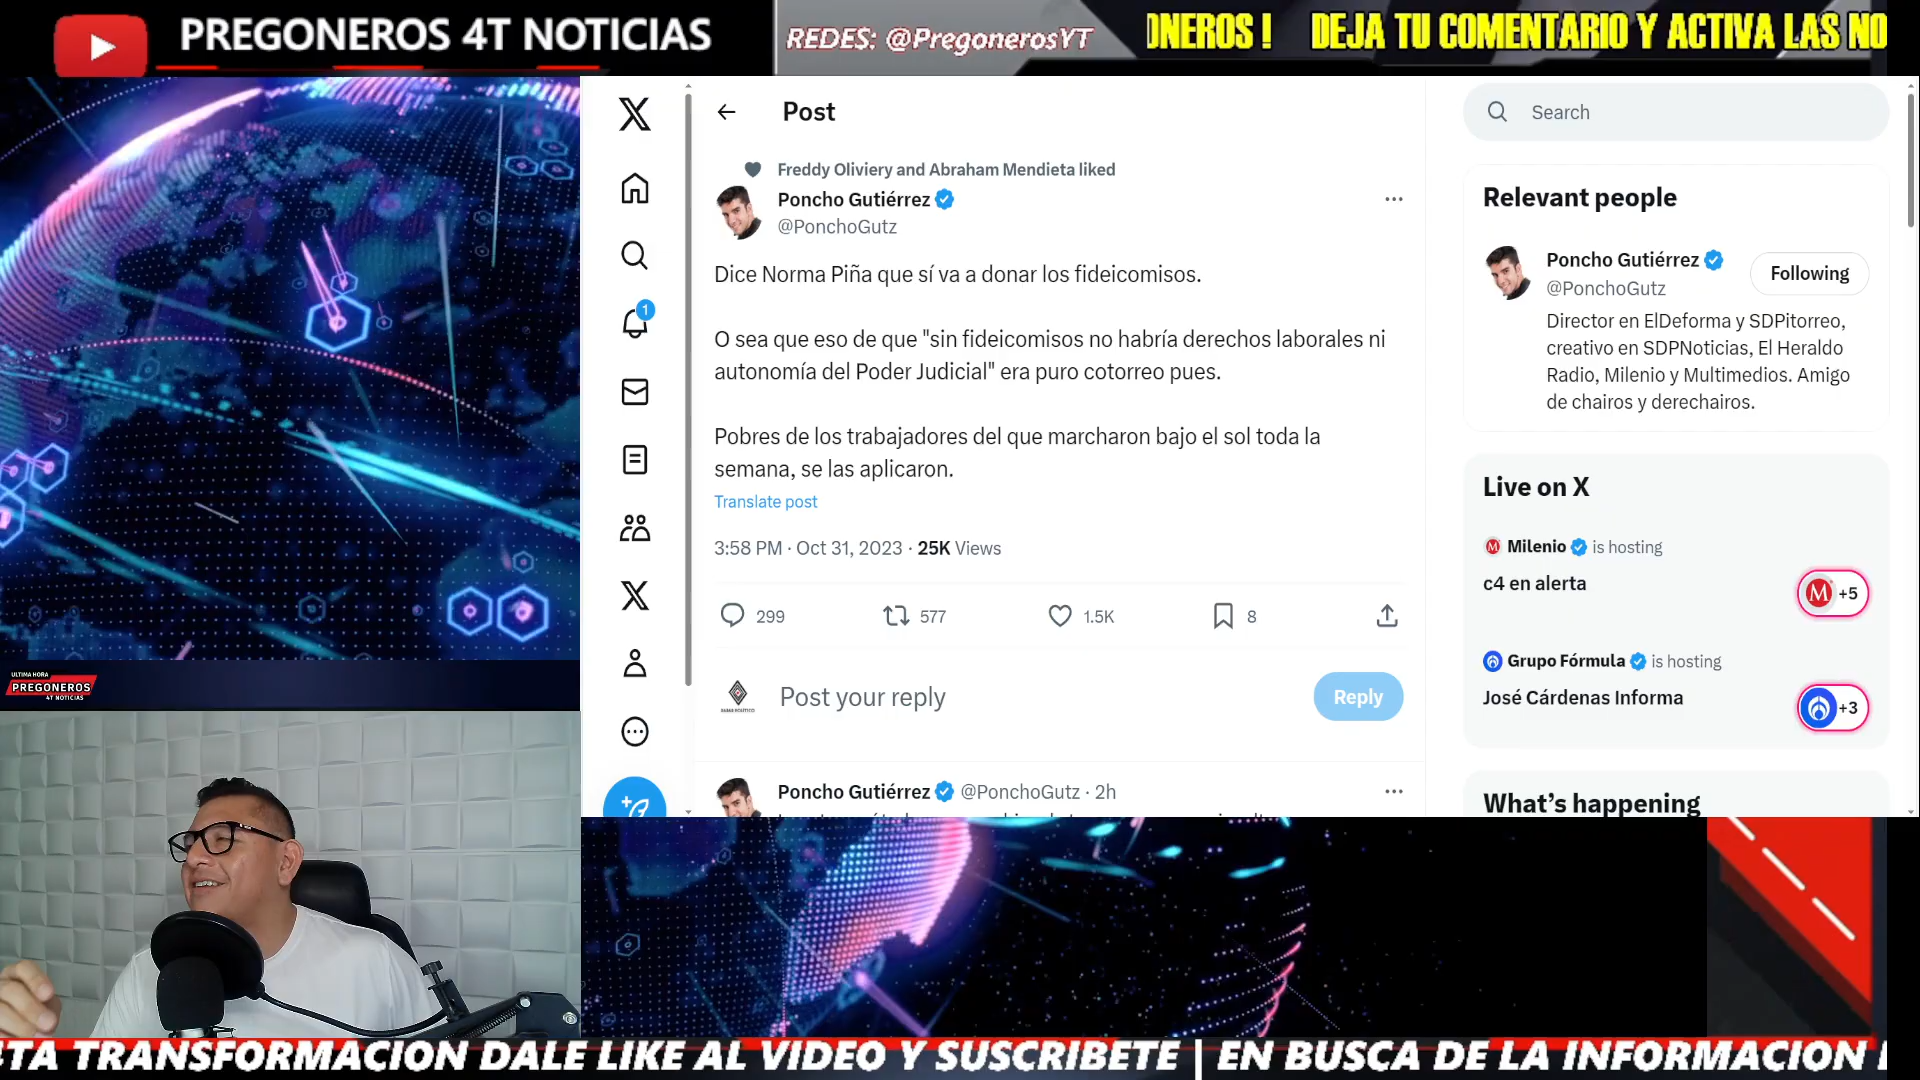 PREGONEROS 4T NOTICIAS
REDES: @PregonerosYT
ONEROS !   DEJA TU COMENTARIO Y ACTIVA LAS NO
Post
Search
Freddy Oliviery and Abraham Mendieta liked
Poncho Gutiérrez
@PonchoGutz
Dice Norma Piña que sí va a donar los fideicomisos.
O sea que eso de que "sin fideicomisos no habría derechos laborales ni
autonomía del Poder Judicial" era puro cotorreo pues.
Pobres de los trabajadores del que marcharon bajo el sol toda la
semana, se las aplicaron.
Translate post
3:58 PM · Oct 31, 2023 · 25K Views
299
577
1.5K
8
Post your reply
Reply
Poncho Gutiérrez @PonchoGutz · 2h
1
Relevant people
Poncho Gutiérrez
@PonchoGutz
Following
Director en ElDeforma y SDPitorreo,
creativo en SDPNoticias, El Heraldo
Radio, Milenio y Multimedios. Amigo
de chairos y derechairos.
Live on X
Milenio is hosting
c4 en alerta
+5
Grupo Fórmula is hosting
José Cárdenas Informa
+3
What's happening
ULTIMA HORA
PREGONEROS
4T NOTICIAS
TA TRANSFORMACION DALE LIKE AL VIDEO Y SUSCRIBETE | EN BUSCA DE LA INFORMACION